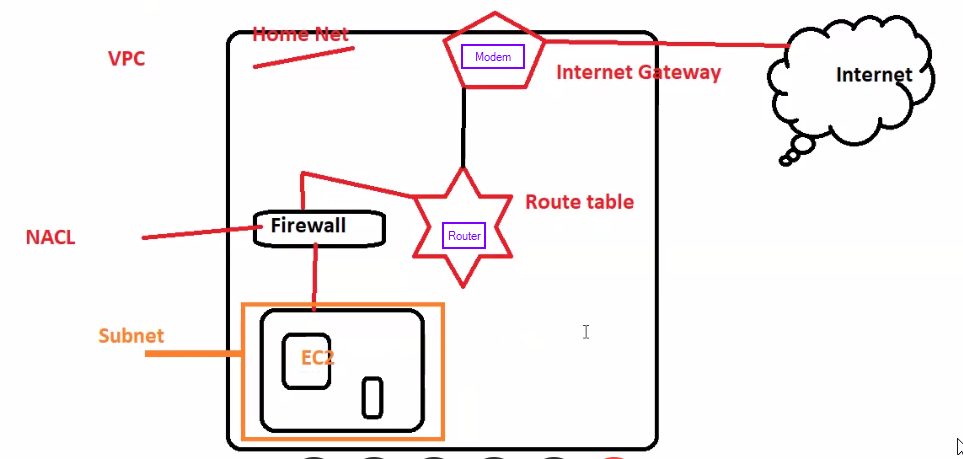 Home Net
VPC
Modem
Internet Gateway
Internet
Route table
Firewall
Router
NACL
Subnet
EC2